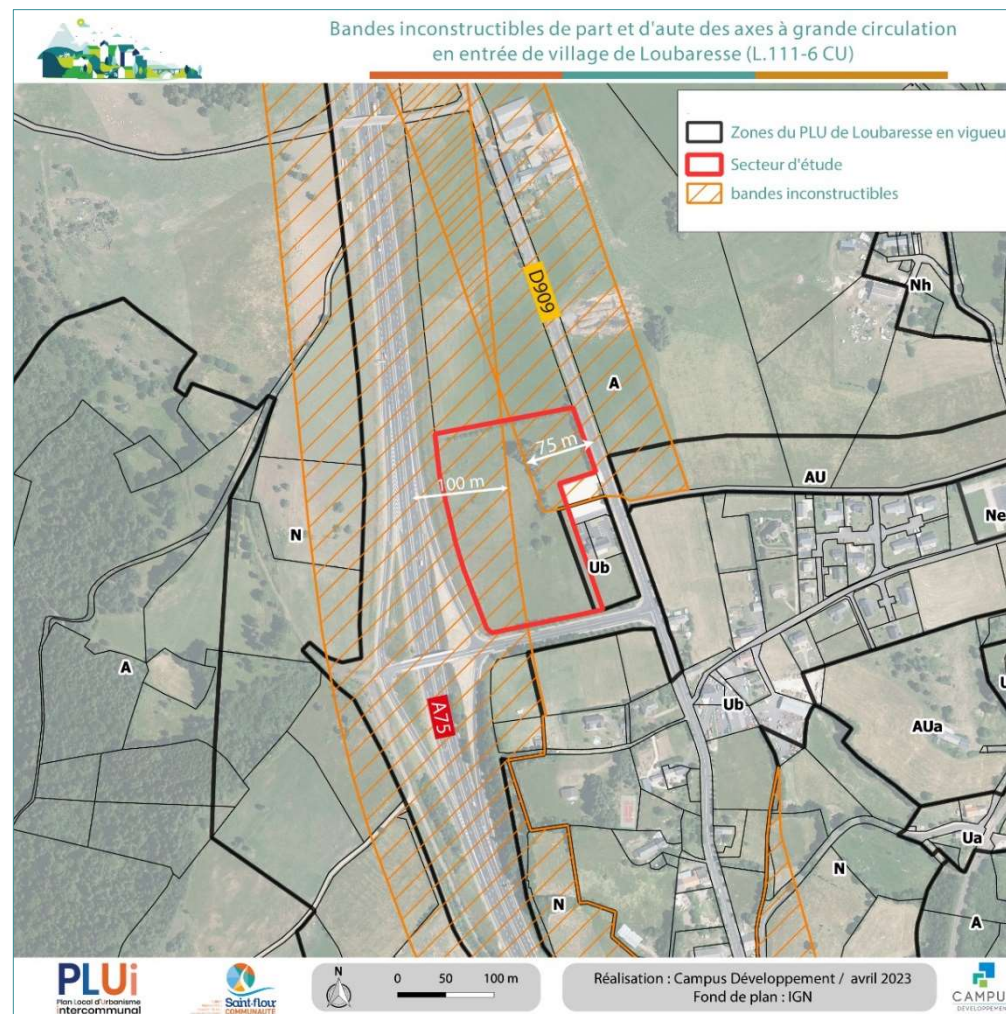 Bandes inconstructibles de part et d'aute des axes à grande circulation
en entrée de village de Loubaresse (L.111-6 CU)
Zones du PLU de Loubaresse en vigueu
Secteur d'étude
bandes inconstructibles
D909
Nh
A
75 m
100 m
AU
N
Ne
Ub
A
A75
Ub
U
AUa
Ua
N
N
A
PLUi
Plan Local d'Urbanisme
intercommunal
Saint-flour
COMMUNAUTÉ
N
0 50 100 m
Réalisation : Campus Développement / avril 2023
Fond de plan : IGN
CAMPUS
DÉVELOPPEMENT